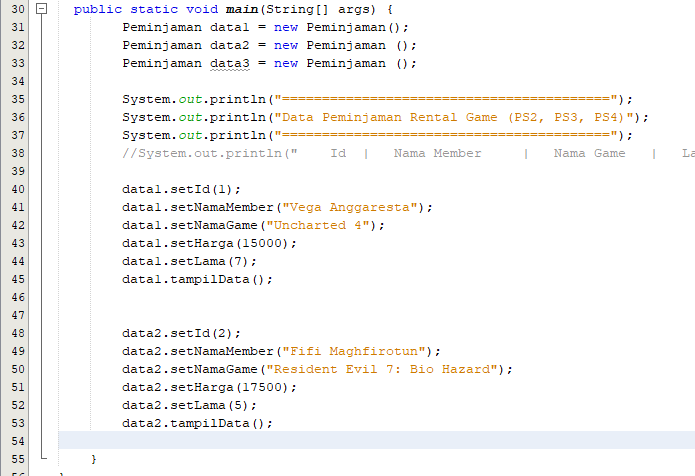 30 public static void main(String[] args) {
31 Peminjaman data1 = new Peminjaman();
32 Peminjaman data2 = new Peminjaman ();
33 Peminjaman data3 = new Peminjaman ();
34
35 System.out.println("=========================================");
36 System.out.println("Data Peminjaman Rental Game (PS2, PS3, PS4)");
37 System.out.println("=========================================");
38 //System.out.println("    Id  |   Nama Member     |   Nama Game   |   La
39
40 data1.setId(1);
41 data1.setNamaMember("Vega Anggaresta");
42 data1.setNamaGame("Uncharted 4");
43 data1.setHarga(15000);
44 data1.setLama(7);
45 data1.tampilData();
46
47
48 data2.setId(2);
49 data2.setNamaMember("Fifi Maghfirotun");
50 data2.setNamaGame("Resident Evil 7: Bio Hazard");
51 data2.setHarga(17500);
52 data2.setLama(5);
53 data2.tampilData();
54
55 }